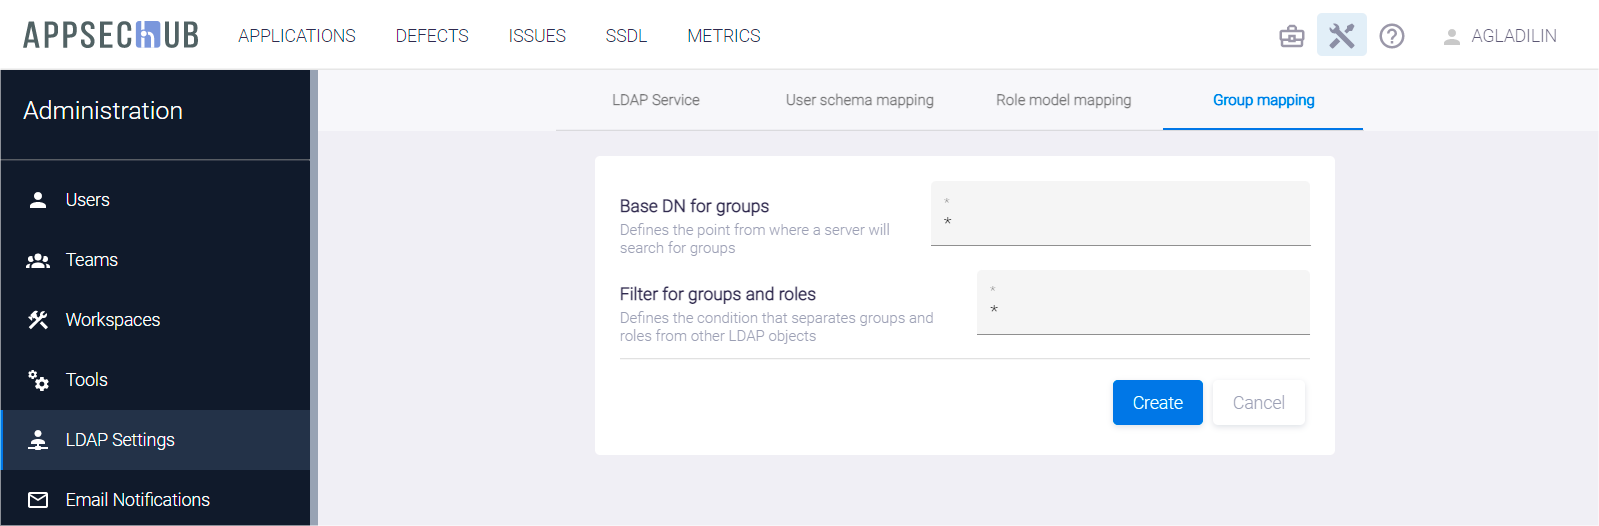 APPSECHUB
APPLICATIONS
DEFECTS
ISSUES
SSDL
METRICS
AGLADILIN
Administration
Users
Teams
Workspaces
Tools
LDAP Settings
Email Notifications
LDAP Service
User schema mapping
Role model mapping
Group mapping
Base DN for groups
Defines the point from where a server will
search for groups
*
*
Filter for groups and roles
Defines the condition that separates groups and
roles from other LDAP objects
*
*
Create
Cancel